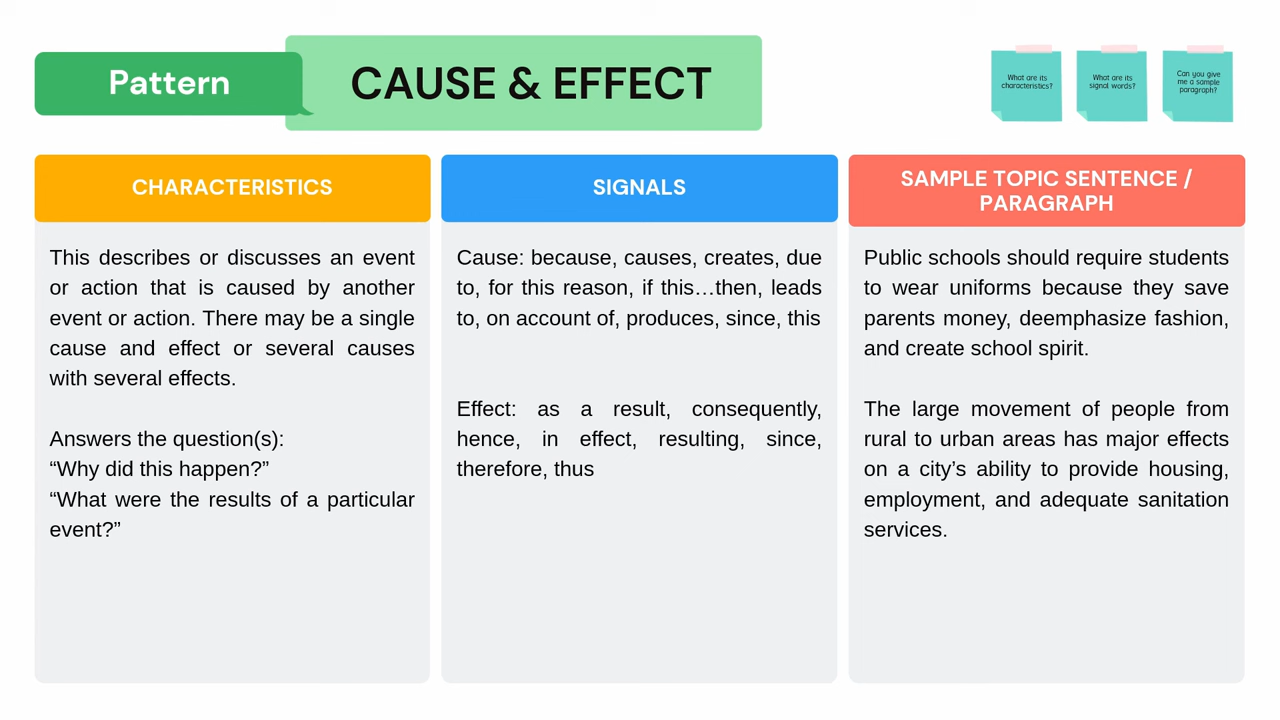 Pattern
CAUSE & EFFECT
What are its
characteristics?
What are its
signal words?
Can you give
me a sample
paragraph?
CHARACTERISTICS
This describes or discusses an event
or action that is caused by another
event or action. There may be a single
cause and effect or several causes
with several effects.
Answers the question(s):
“Why did this happen?”
“What were the results of a particular
event?”
SIGNALS
Cause: because, causes, creates, due
to, for this reason, if this…then, leads
to, on account of, produces, since, this
Effect: as a result, consequently,
hence, in effect, resulting, since,
therefore, thus
SAMPLE TOPIC SENTENCE /
PARAGRAPH
Public schools should require students
to wear uniforms because they save
parents money, deemphasize fashion,
and create school spirit.
The large movement of people from
rural to urban areas has major effects
on a city’s ability to provide housing,
employment, and adequate sanitation
services.